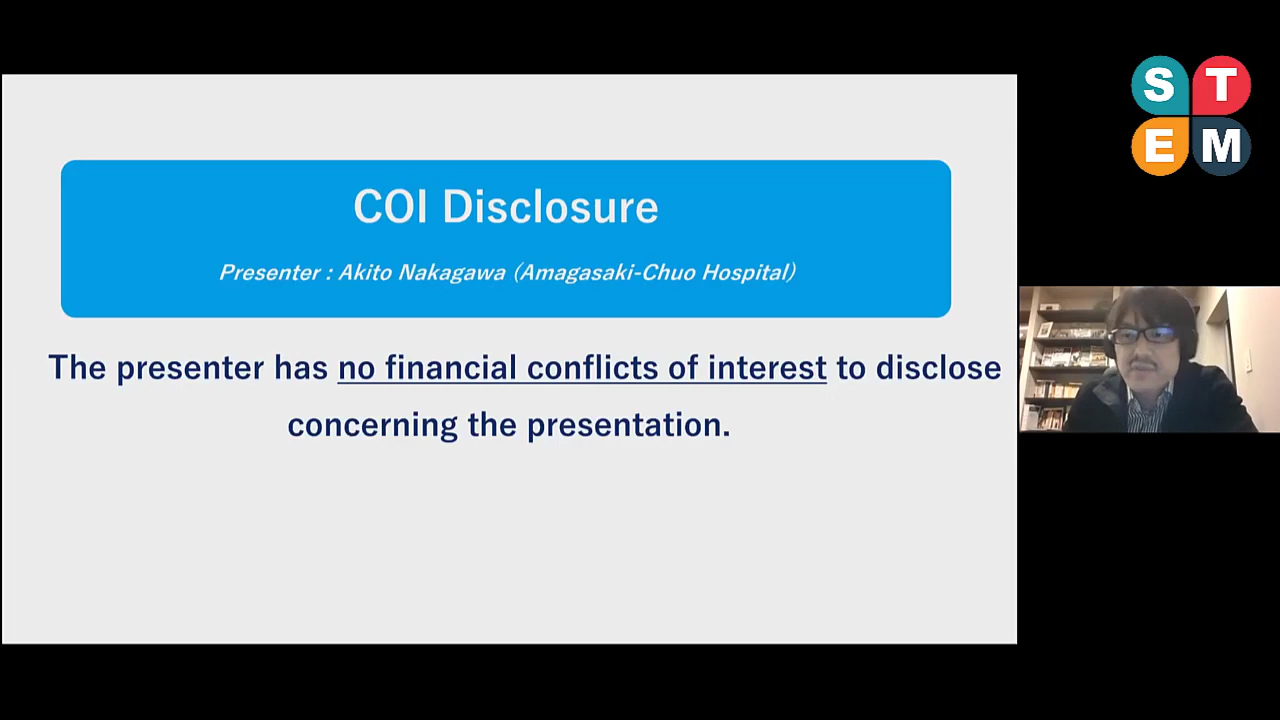 COI Disclosure
Presenter : Akito Nakagawa (Amagasaki-Chuo Hospital)
The presenter has no financial conflicts of interest to disclose
concerning the presentation.
S T
E M